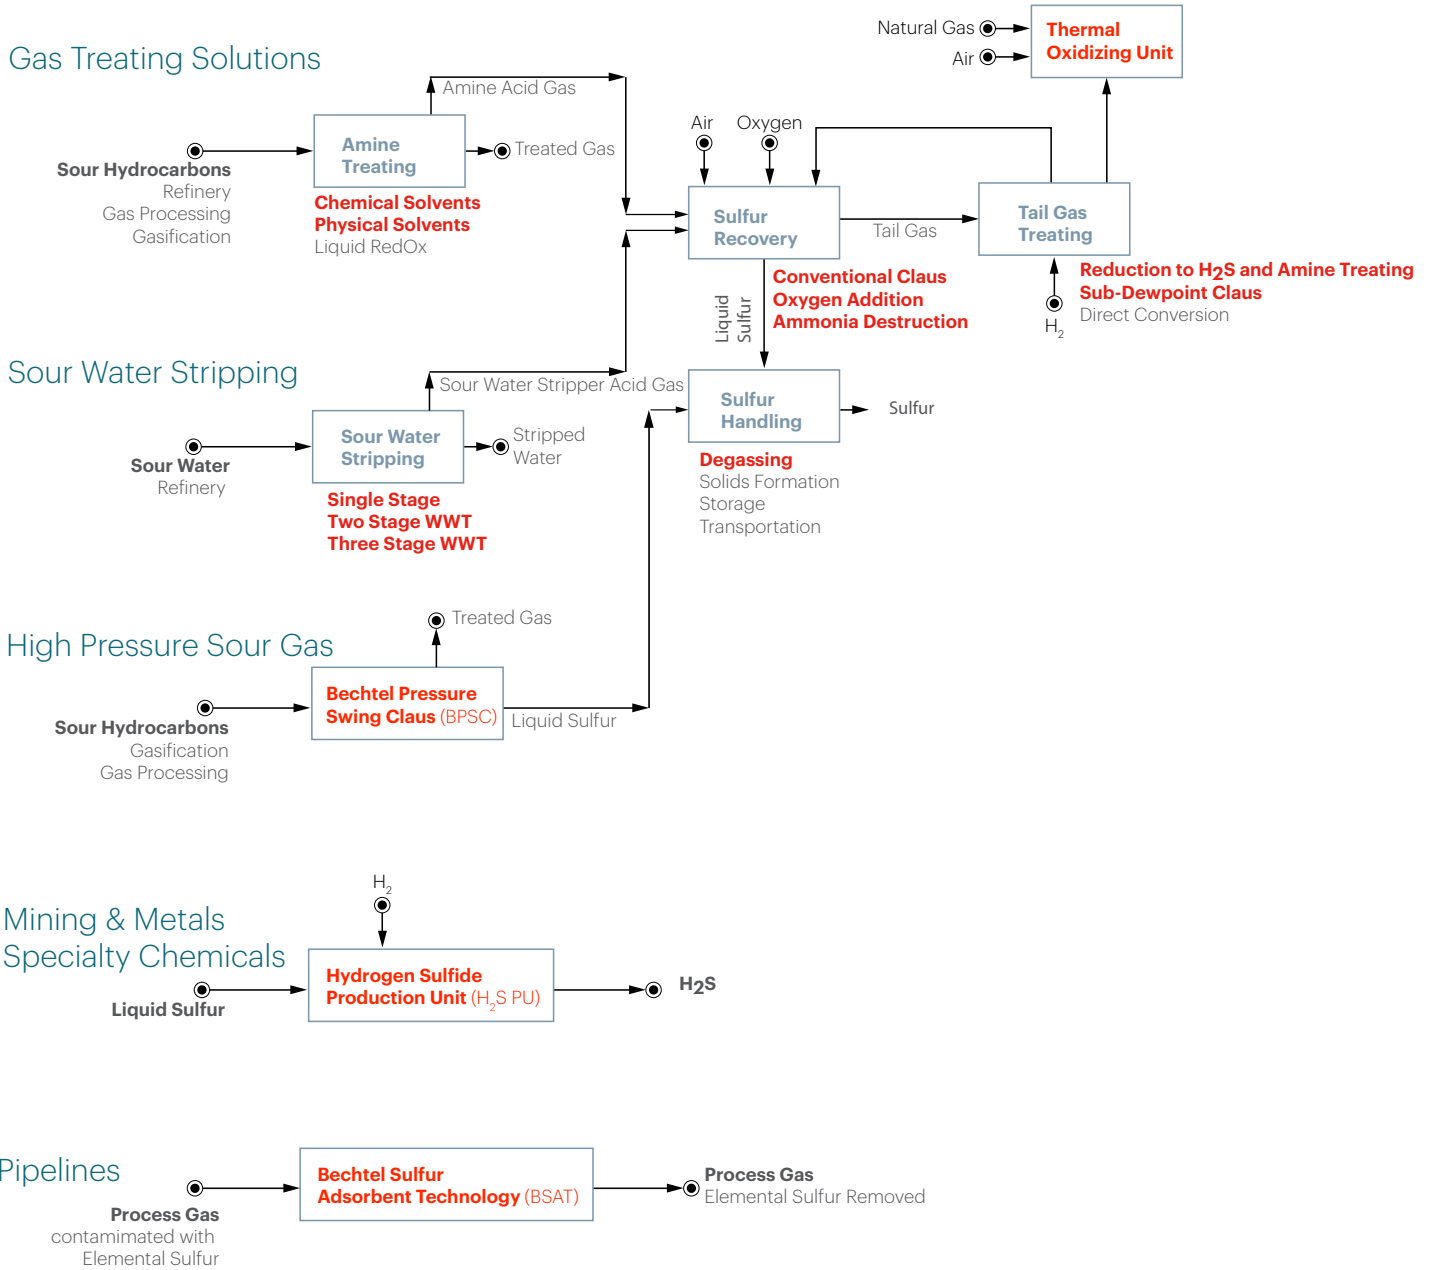 Gas Treating Solutions
Natural Gas
Air
Thermal
Oxidizing Unit
Amine Acid Gas
Sour Hydrocarbons
Refinery
Gas Processing
Gasification
Amine
Treating
Treated Gas
Chemical Solvents
Physical Solvents
Liquid RedOx
Air
Oxygen
Sulfur
Recovery
Tail Gas
Tail Gas
Treating
Conventional Claus
Oxygen Addition
Ammonia Destruction
Liquid
Sulfur
H2
Reduction to H2S and Amine Treating
Sub-Dewpoint Claus
Direct Conversion
Sour Water Stripping
Sour Water Stripper Acid Gas
Sour Water
Refinery
Sour Water
Stripping
Stripped
Water
Single Stage
Two Stage WWT
Three Stage WWT
Sulfur
Handling
Sulfur
Degassing
Solids Formation
Storage
Transportation
High Pressure Sour Gas
Treated Gas
Sour Hydrocarbons
Gasification
Gas Processing
Bechtel Pressure
Swing Claus (BPSC)
Liquid Sulfur
Mining & Metals
Specialty Chemicals
H2
Liquid Sulfur
Hydrogen Sulfide
Production Unit (H2S PU)
H2S
Pipelines
Process Gas
contamimated with
Elemental Sulfur
Bechtel Sulfur
Adsorbent Technology (BSAT)
Process Gas
Elemental Sulfur Removed